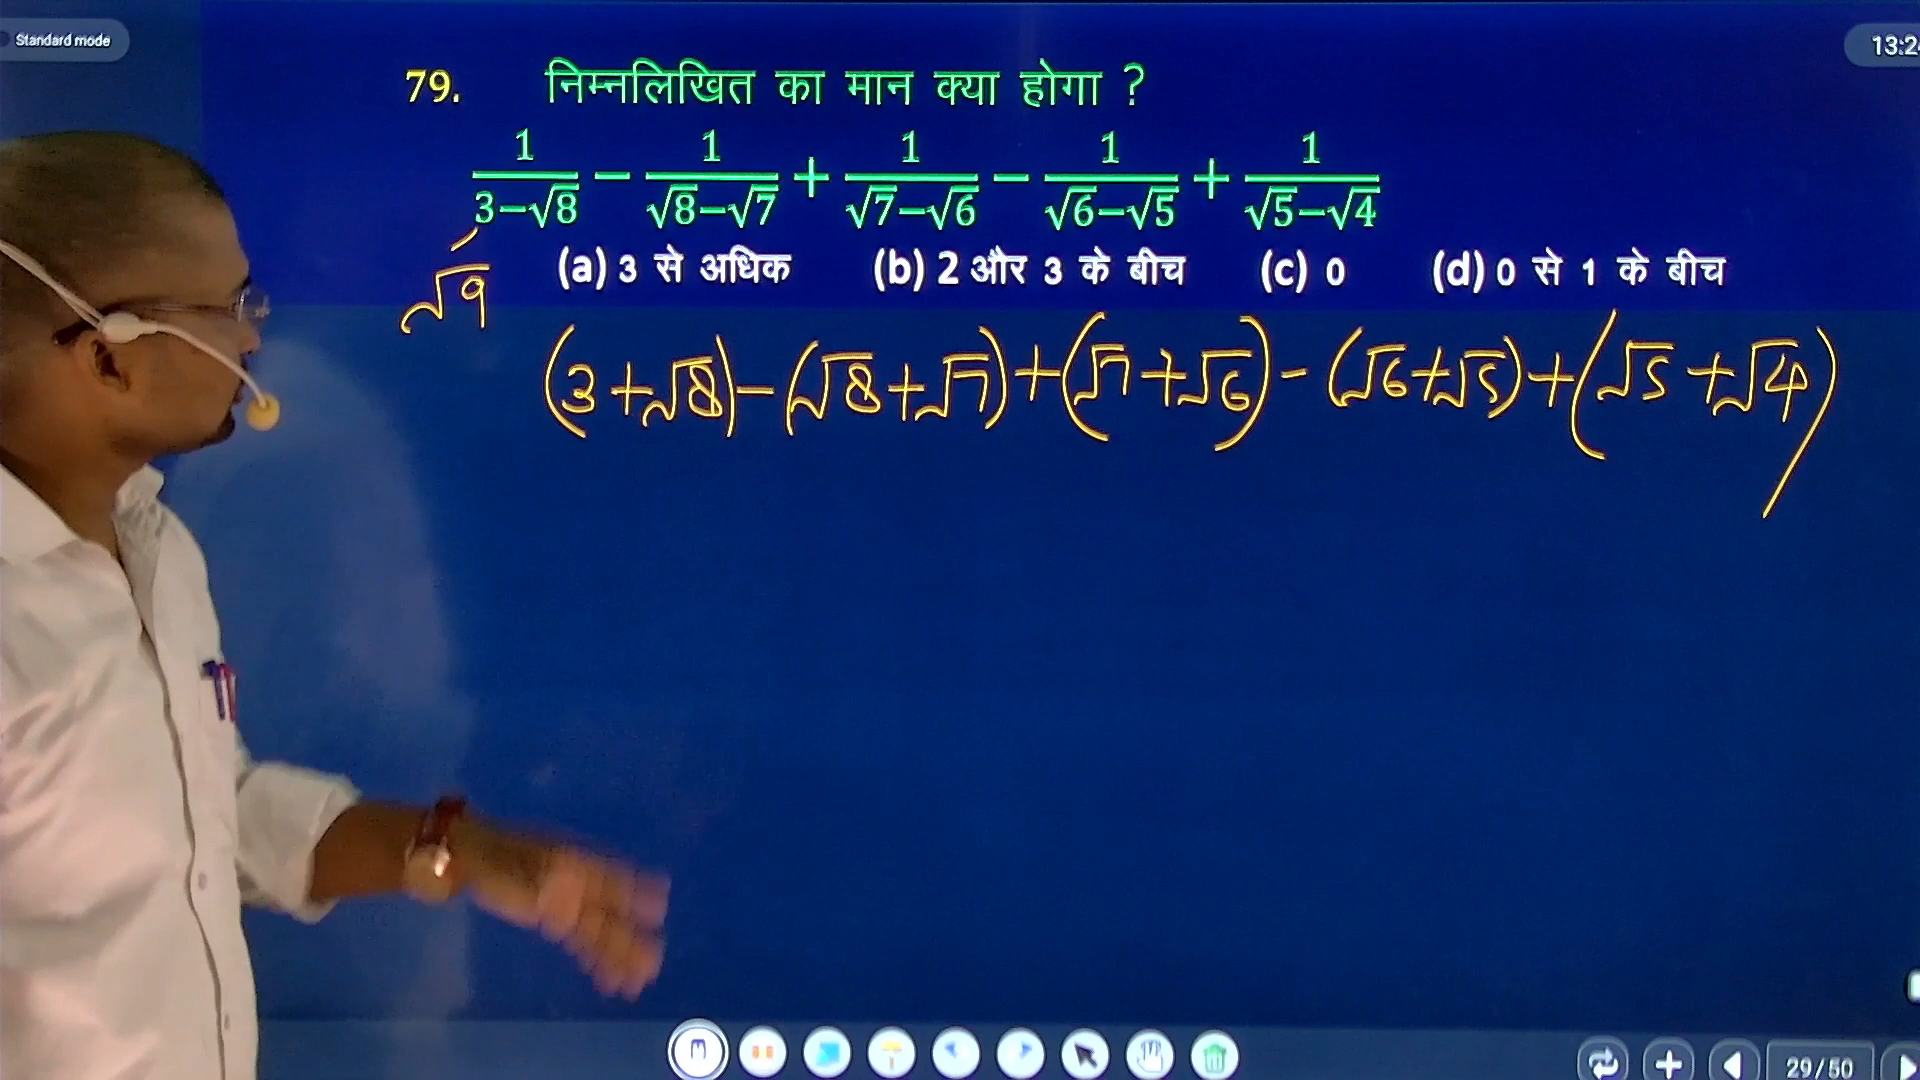 Standard mode
13:2
79. निम्नलिखित का मान क्या होगा ?
1/(3−√8) − 1/(√8−√7) + 1/(√7−√6) − 1/(√6−√5) + 1/(√5−√4)
(a) 3 से अधिक (b) 2 और 3 के बीच (c) 0 (d) 0 से 1 के बीच
√9
(3+√8)−(√8+√7)+(√7+√6)−(√6+√5)+(√5+√4)
29/50